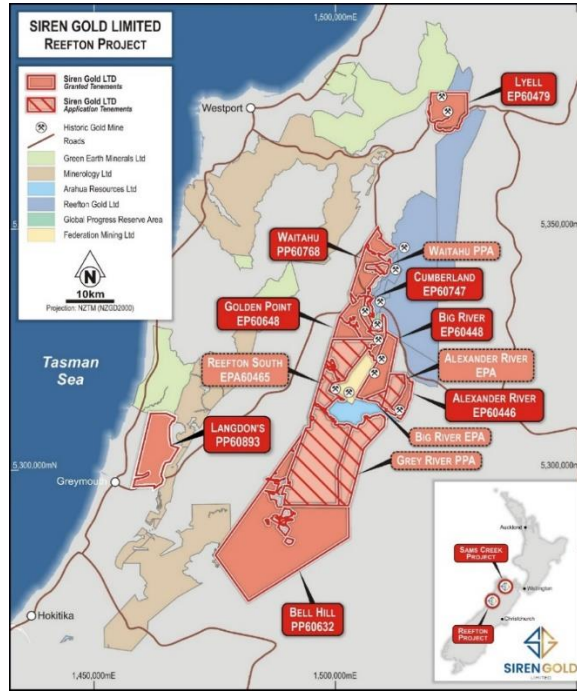 SIREN GOLD LIMITED
REEFTON PROJECT
Siren Gold LTD
Granted Tenements
Siren Gold LTD
Application Tenements
Historic Gold Mine
Roads
Green Earth Minerals Ltd
Minerology Ltd
Arahua Resources Ltd
Reefton Gold Ltd
Global Progress Reserve Area
Federation Mining Ltd
N
10km
Projection: NZTM (NZGD2000)
1,500,000mE
Westport
LYELL
EP60479
5,350,000mN
WAITAHU
PP60768
WAITAHU PPA
CUMBERLAND
EP60747
GOLDEN POINT
EP60648
BIG RIVER
EP60448
Tasman
Sea
REEFTON SOUTH
EPA60465
ALEXANDER RIVER
EPA
ALEXANDER RIVER
EP60446
LANGDON'S
PP60893
BIG RIVER EPA
GREY RIVER PPA
5,300,000mN
5,300,000mN
Greymouth
BELL HILL
PP60632
Hokitika
1,450,000mE
1,500,000mE
Auckland
SAMS CREEK
PROJECT
Wellington
Christchurch
REEFTON
PROJECT
SIREN GOLD
LIMITED